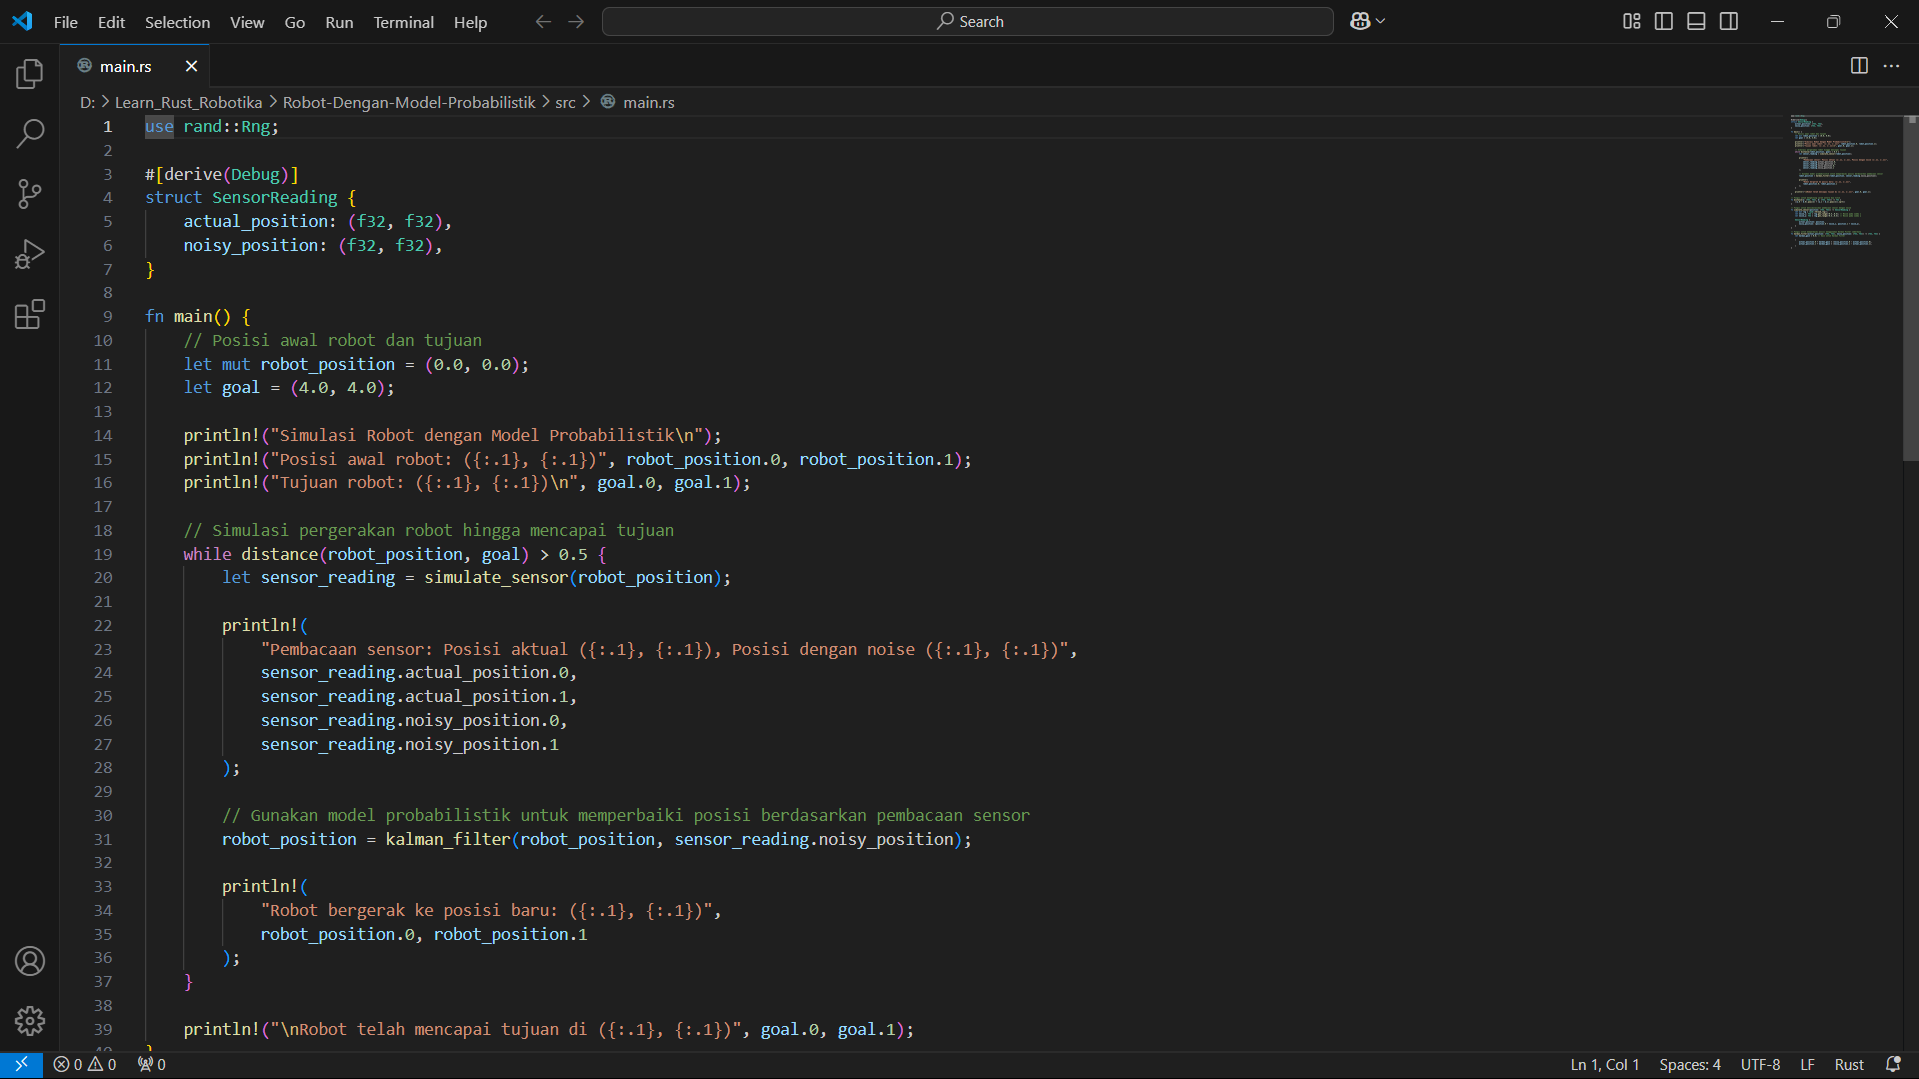 File Edit Selection View Go Run Terminal Help Search
main.rs
D: > Learn_Rust_Robotika > Robot-Dengan-Model-Probabilistik > src > main.rs
1 use rand::Rng;
2
3 #[derive(Debug)]
4 struct SensorReading {
5     actual_position: (f32, f32),
6     noisy_position: (f32, f32),
7 }
8
9 fn main() {
10     // Posisi awal robot dan tujuan
11     let mut robot_position = (0.0, 0.0);
12     let goal = (4.0, 4.0);
13
14     println!("Simulasi Robot dengan Model Probabilistik\n");
15     println!("Posisi awal robot: ({:.1}, {:.1})", robot_position.0, robot_position.1);
16     println!("Tujuan robot: ({:.1}, {:.1})\n", goal.0, goal.1);
17
18     // Simulasi pergerakan robot hingga mencapai tujuan
19     while distance(robot_position, goal) > 0.5 {
20         let sensor_reading = simulate_sensor(robot_position);
21
22         println!(
23             "Pembacaan sensor: Posisi aktual ({:.1}, {:.1}), Posisi dengan noise ({:.1}, {:.1})",
24             sensor_reading.actual_position.0,
25             sensor_reading.actual_position.1,
26             sensor_reading.noisy_position.0,
27             sensor_reading.noisy_position.1
28         );
29
30         // Gunakan model probabilistik untuk memperbaiki posisi berdasarkan pembacaan sensor
31         robot_position = kalman_filter(robot_position, sensor_reading.noisy_position);
32
33         println!(
34             "Robot bergerak ke posisi baru: ({:.1}, {:.1})",
35             robot_position.0, robot_position.1
36         );
37     }
38
39     println!("\nRobot telah mencapai tujuan di ({:.1}, {:.1})", goal.0, goal.1);
0 0 0 Ln 1, Col 1 Spaces: 4 UTF-8 LF Rust